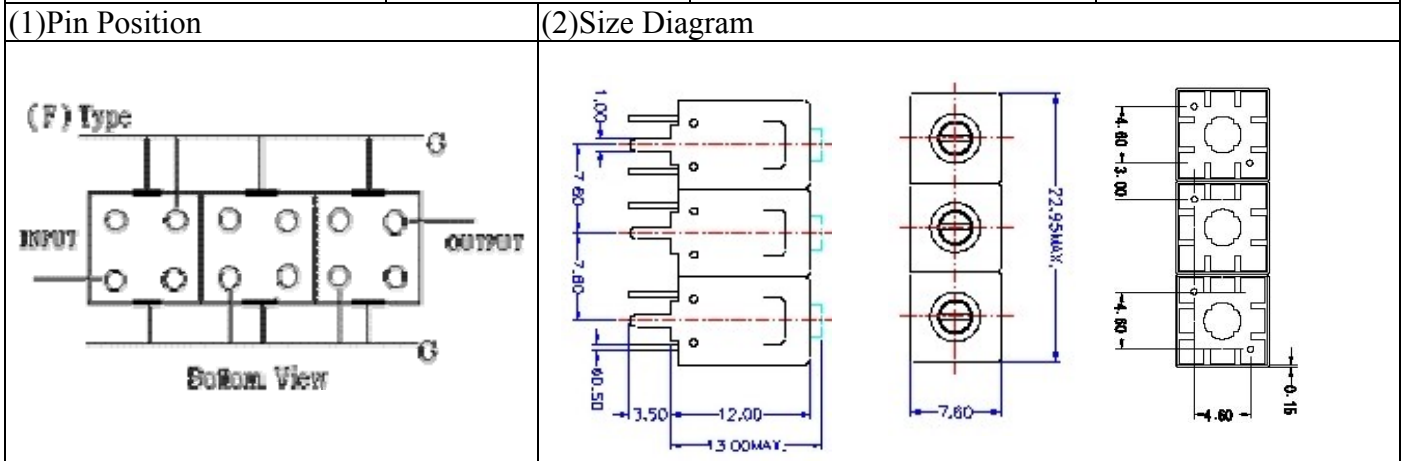 (1)Pin Position
(2)Size Diagram
(F) Type
G
INPUT
OUTPUT
G
Bottom View
1.00
7.60
7.60
Φ0.50
3.50
12.00
13.00MAX.
22.95MAX.
7.60
4.60
3.00
4.60
4.60
0.15